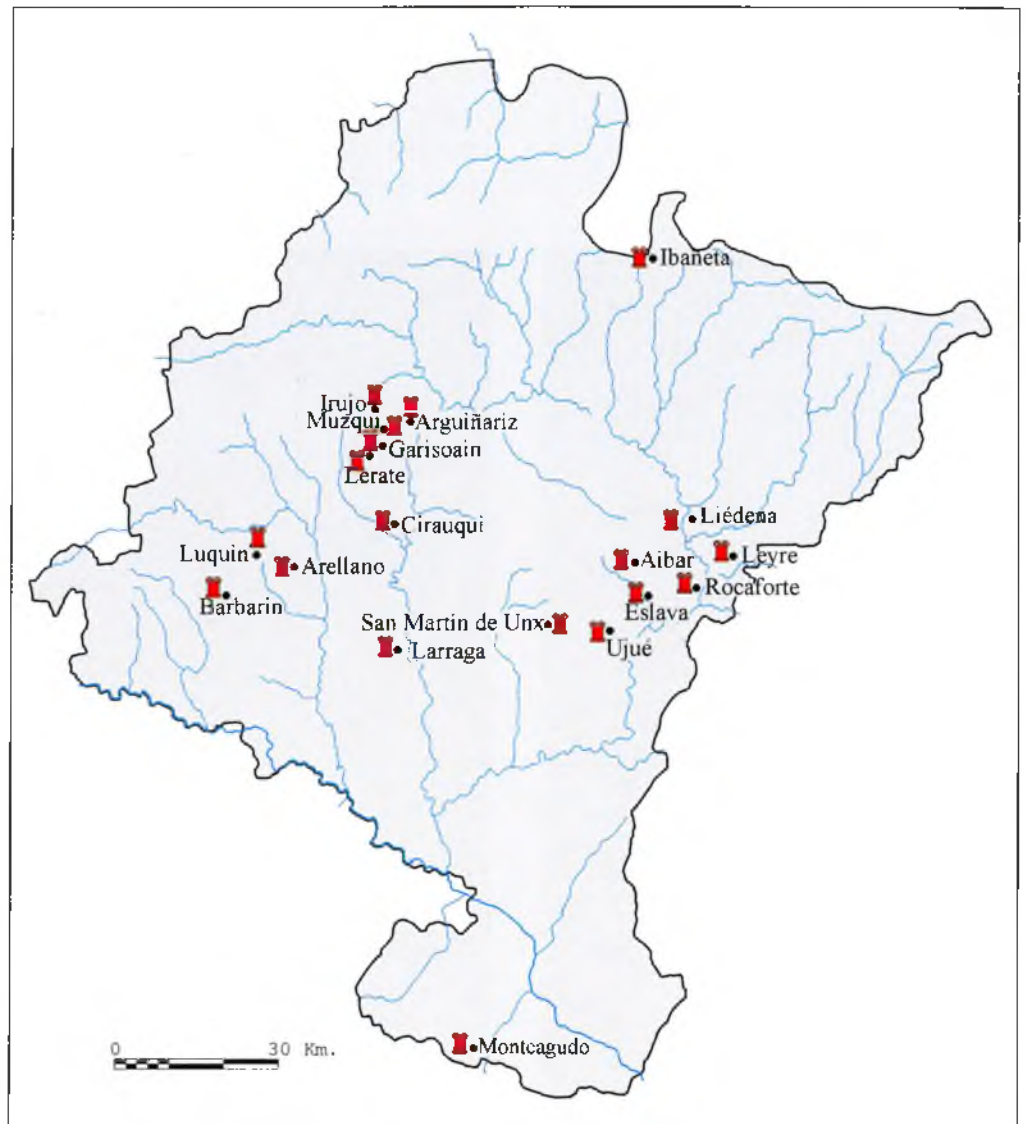 Ibañeta
Irujo
Muzqui
Arguiñariz
Garisoain
Lerate
Cirauqui
Liédena
Luquin
Arellano
Aibar
Leyre
Barbarin
Eslava
Rocaforte
San Martin de Unx
Ujué
Larraga
Monteagudo
0 30 Km.